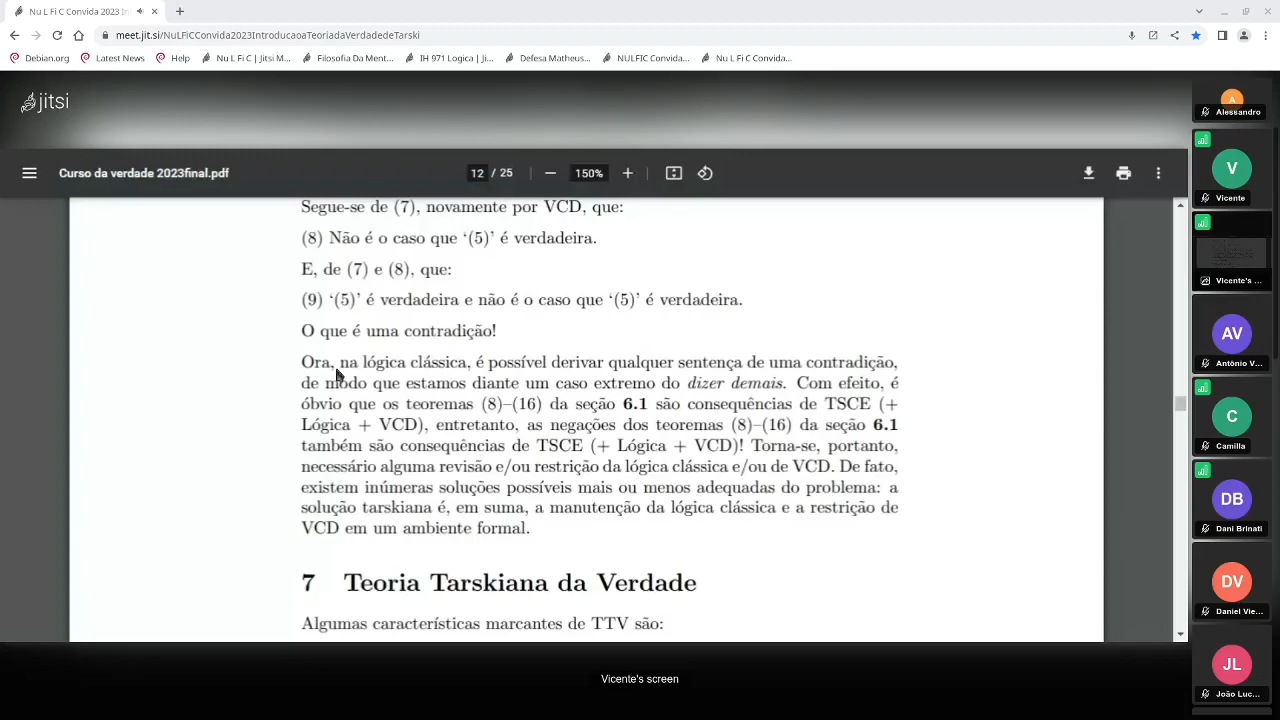 Nu L Fi C Convida 2023 In
meet.jit.si/NuLFiCConvida2023IntroducaoaTeoriadaVerdadedeTarski
Debian.org Latest News Help Nu L Fi C | Jitsi M... Filosofia Da Ment... IH 971 Logica | Ji... Defesa Matheus... NULFIC Convida... Nu L Fi C Convida...
jitsi
Curso da verdade 2023final.pdf 12 / 25 150%
Segue-se de (7), novamente por VCD, que:
(8) Não é o caso que ‘(5)’ é verdadeira.
E, de (7) e (8), que:
(9) ‘(5)’ é verdadeira e não é o caso que ‘(5)’ é verdadeira.
O que é uma contradição!
Ora, na lógica clássica, é possível derivar qualquer sentença de uma contradição,
de modo que estamos diante um caso extremo do dizer demais. Com efeito, é
óbvio que os teoremas (8)–(16) da seção 6.1 são consequências de TSCE (+
Lógica + VCD), entretanto, as negações dos teoremas (8)–(16) da seção 6.1
também são consequências de TSCE (+ Lógica + VCD)! Torna-se, portanto,
necessário alguma revisão e/ou restrição da lógica clássica e/ou de VCD. De fato,
existem inúmeras soluções possíveis mais ou menos adequadas do problema: a
solução tarskiana é, em suma, a manutenção da lógica clássica e a restrição de
VCD em um ambiente formal.
7 Teoria Tarskiana da Verdade
Algumas características marcantes de TTV são:
Vicente's screen
A
Alessandro
V
Vicente
Vicente's ...
AV
Antônio V...
C
Camilla
DB
Dani Brinati
DV
Daniel Vie...
JL
João Luc...